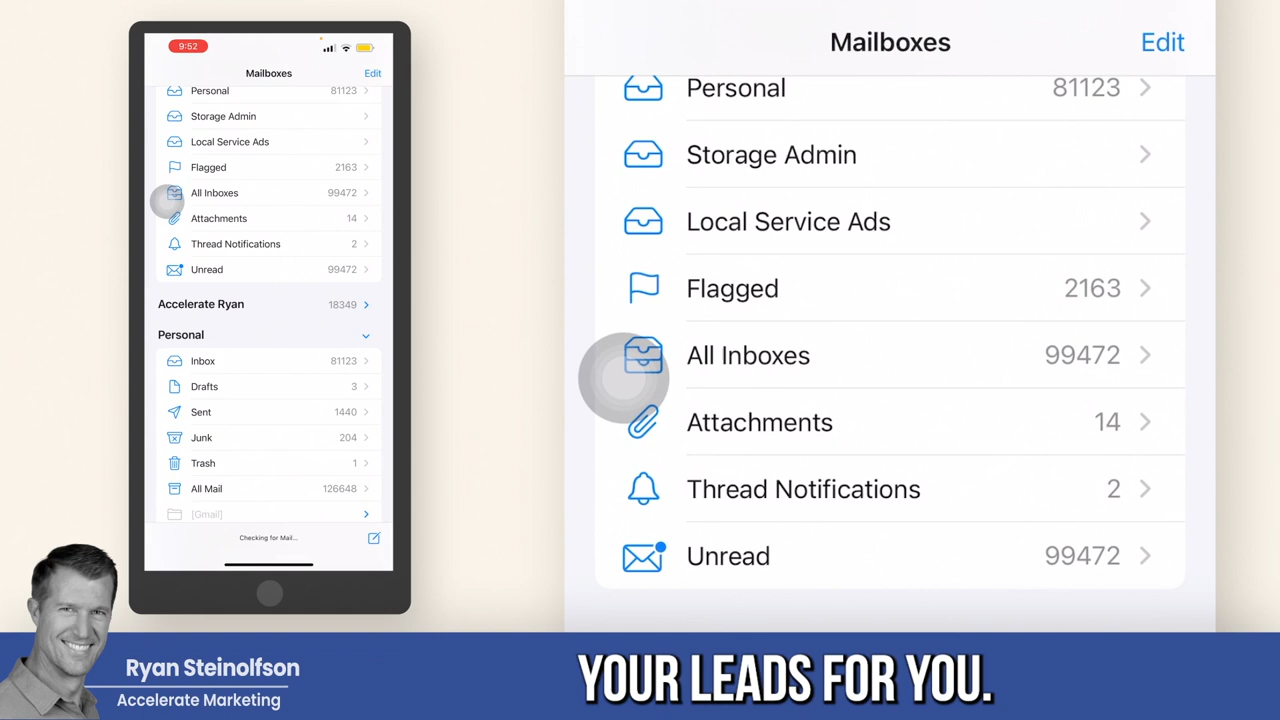 9:52
Mailboxes Edit
Personal 81123
Storage Admin
Local Service Ads
Flagged 2163
All Inboxes 99472
Attachments 14
Thread Notifications 2
Unread 99472
Accelerate Ryan 18349
Personal
Inbox 81123
Drafts 3
Sent 1440
Junk 204
Trash 1
All Mail 126648
[Gmail]
Checking for Mail...
Mailboxes Edit
Personal 81123
Storage Admin
Local Service Ads
Flagged 2163
All Inboxes 99472
Attachments 14
Thread Notifications 2
Unread 99472
Ryan Steinolfson
Accelerate Marketing
YOUR LEADS FOR YOU.